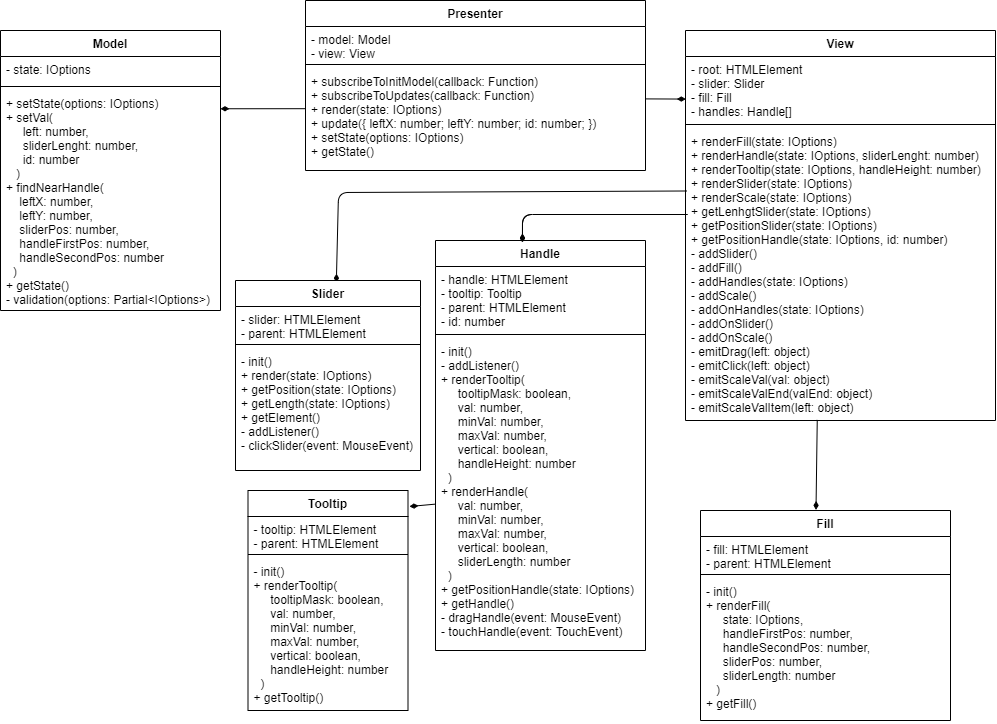 Model
- state: IOptions
+ setState(options: IOptions)
+ setVal(
left: number,
sliderLenght: number,
id: number
)
+ findNearHandle(
leftX: number,
leftY: number,
sliderPos: number,
handleFirstPos: number,
handleSecondPos: number
)
+ getState()
- validation(options: Partial<IOptions>)
Presenter
- model: Model
- view: View
+ subscribeToInitModel(callback: Function)
+ subscribeToUpdates(callback: Function)
+ render(state: IOptions)
+ update({ leftX: number; leftY: number; id: number; })
+ setState(options: IOptions)
+ getState()
View
- root: HTMLElement
- slider: Slider
- fill: Fill
- handles: Handle[]
+ renderFill(state: IOptions)
+ renderHandle(state: IOptions, sliderLenght: number)
+ renderTooltip(state: IOptions, handleHeight: number)
+ renderSlider(state: IOptions)
+ renderScale(state: IOptions)
+ getLenhgtSlider(state: IOptions)
+ getPositionSlider(state: IOptions)
+ getPositionHandle(state: IOptions, id: number)
- addSlider()
- addFill()
- addHandles(state: IOptions)
- addScale()
- addOnHandles(state: IOptions)
- addOnSlider()
- addOnScale()
- emitDrag(left: object)
- emitClick(left: object)
- emitScaleVal(val: object)
- emitScaleValEnd(valEnd: object)
- emitScaleValItem(left: object)
Slider
- slider: HTMLElement
- parent: HTMLElement
- init()
+ render(state: IOptions)
+ getPosition(state: IOptions)
+ getLength(state: IOptions)
+ getElement()
- addListener()
- clickSlider(event: MouseEvent)
Handle
- handle: HTMLElement
- tooltip: Tooltip
- parent: HTMLElement
- id: number
- init()
- addListener()
+ renderTooltip(
tooltipMask: boolean,
val: number,
minVal: number,
maxVal: number,
vertical: boolean,
handleHeight: number
)
+ renderHandle(
val: number,
minVal: number,
maxVal: number,
vertical: boolean,
sliderLength: number
)
+ getPositionHandle(state: IOptions)
+ getHandle()
- dragHandle(event: MouseEvent)
- touchHandle(event: TouchEvent)
Tooltip
- tooltip: HTMLElement
- parent: HTMLElement
- init()
+ renderTooltip(
tooltipMask: boolean,
val: number,
minVal: number,
maxVal: number,
vertical: boolean,
handleHeight: number
)
+ getTooltip()
Fill
- fill: HTMLElement
- parent: HTMLElement
- init()
+ renderFill(
state: IOptions,
handleFirstPos: number,
handleSecondPos: number,
sliderPos: number,
sliderLength: number
)
+ getFill()